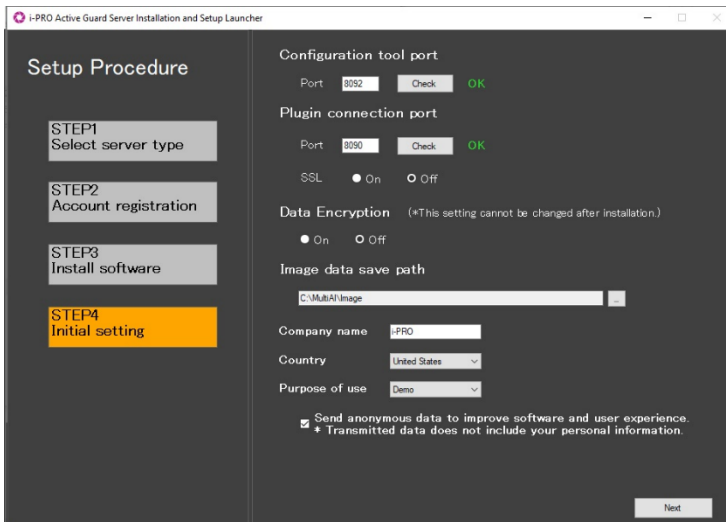 i-PRO Active Guard Server Installation and Setup Launcher
Setup Procedure
STEP1
Select server type
STEP2
Account registration
STEP3
Install software
STEP4
Initial setting
Configuration tool port
Port 8092 Check OK
Plugin connection port
Port 8090 Check OK
SSL On Off
Data Encryption (*This setting cannot be changed after installation.)
On Off
Image data save path
C:\MultiAI\Image ...
Company name i-PRO
Country United States
Purpose of use Demo
Send anonymous data to improve software and user experience.
* Transmitted data does not include your personal information.
Next